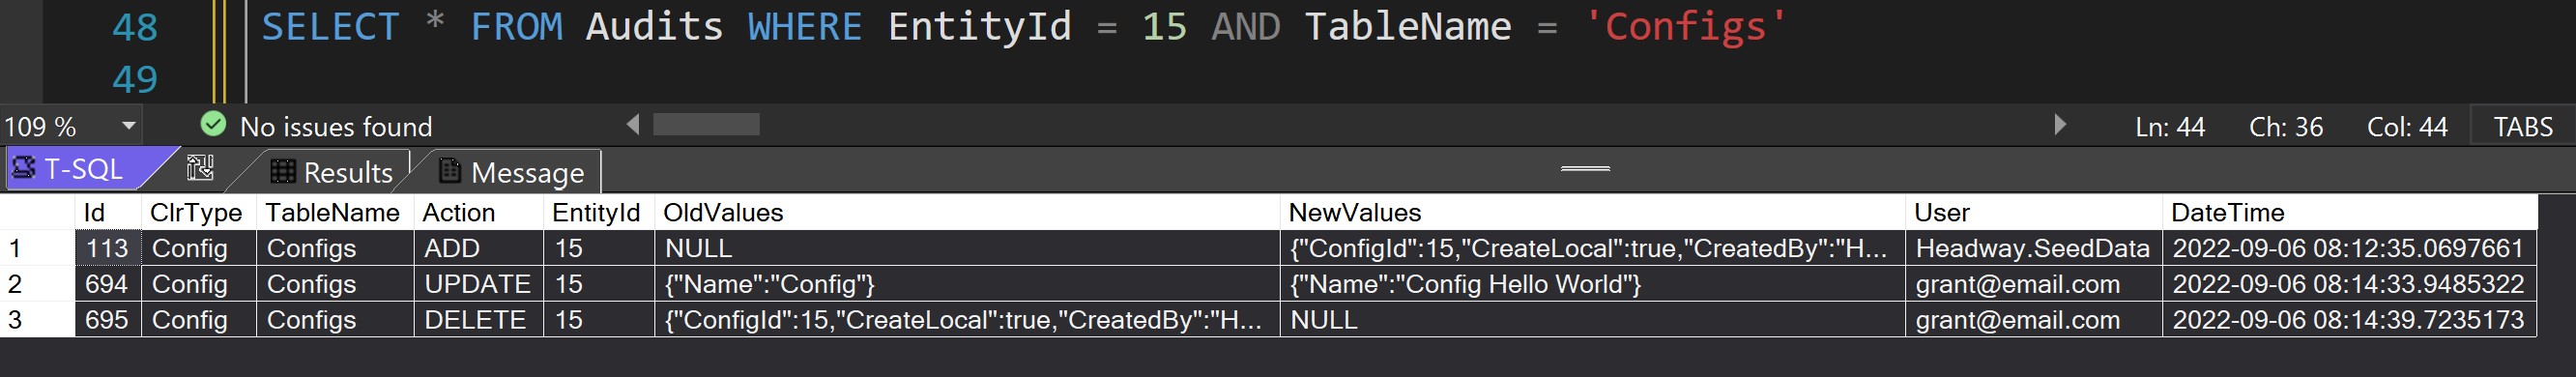 48 SELECT * FROM Audits WHERE EntityId = 15 AND TableName = 'Configs'
49
109 % No issues found Ln: 44 Ch: 36 Col: 44 TABS
T-SQL Results Message
Id ClrType TableName Action EntityId OldValues NewValues User DateTime
1 113 Config Configs ADD 15 NULL {"ConfigId":15,"CreateLocal":true,"CreatedBy":"H... Headway.SeedData 2022-09-06 08:12:35.0697661
2 694 Config Configs UPDATE 15 {"Name":"Config"} {"Name":"Config Hello World"} grant@email.com 2022-09-06 08:14:33.9485322
3 695 Config Configs DELETE 15 {"ConfigId":15,"CreateLocal":true,"CreatedBy":"H... NULL grant@email.com 2022-09-06 08:14:39.7235173